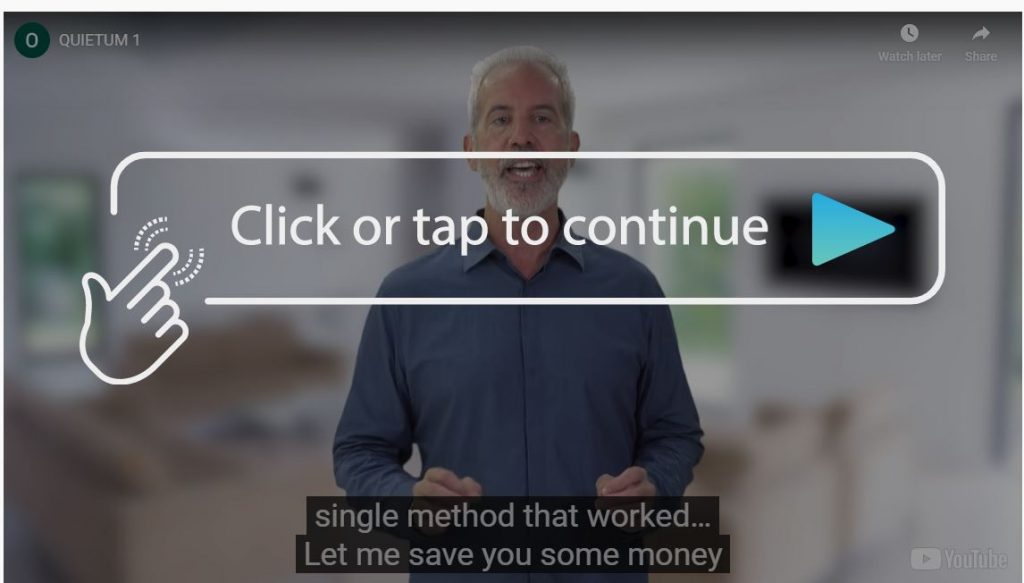 O
QUIETUM 1
Watch later
Share
Click or tap to continue
single method that worked...
Let me save you some money
YouTube